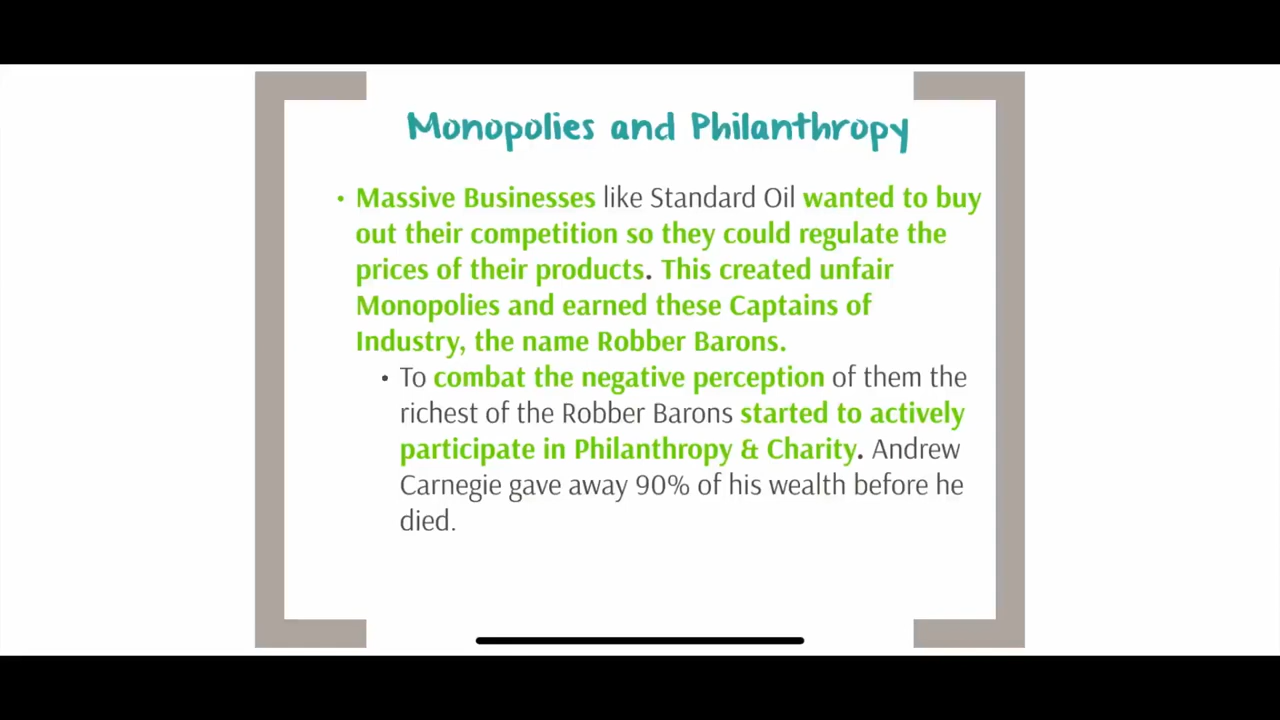 Monopolies and Philanthropy
• Massive Businesses like Standard Oil wanted to buy
out their competition so they could regulate the
prices of their products. This created unfair
Monopolies and earned these Captains of
Industry, the name Robber Barons.
• To combat the negative perception of them the
richest of the Robber Barons started to actively
participate in Philanthropy & Charity. Andrew
Carnegie gave away 90% of his wealth before he
died.